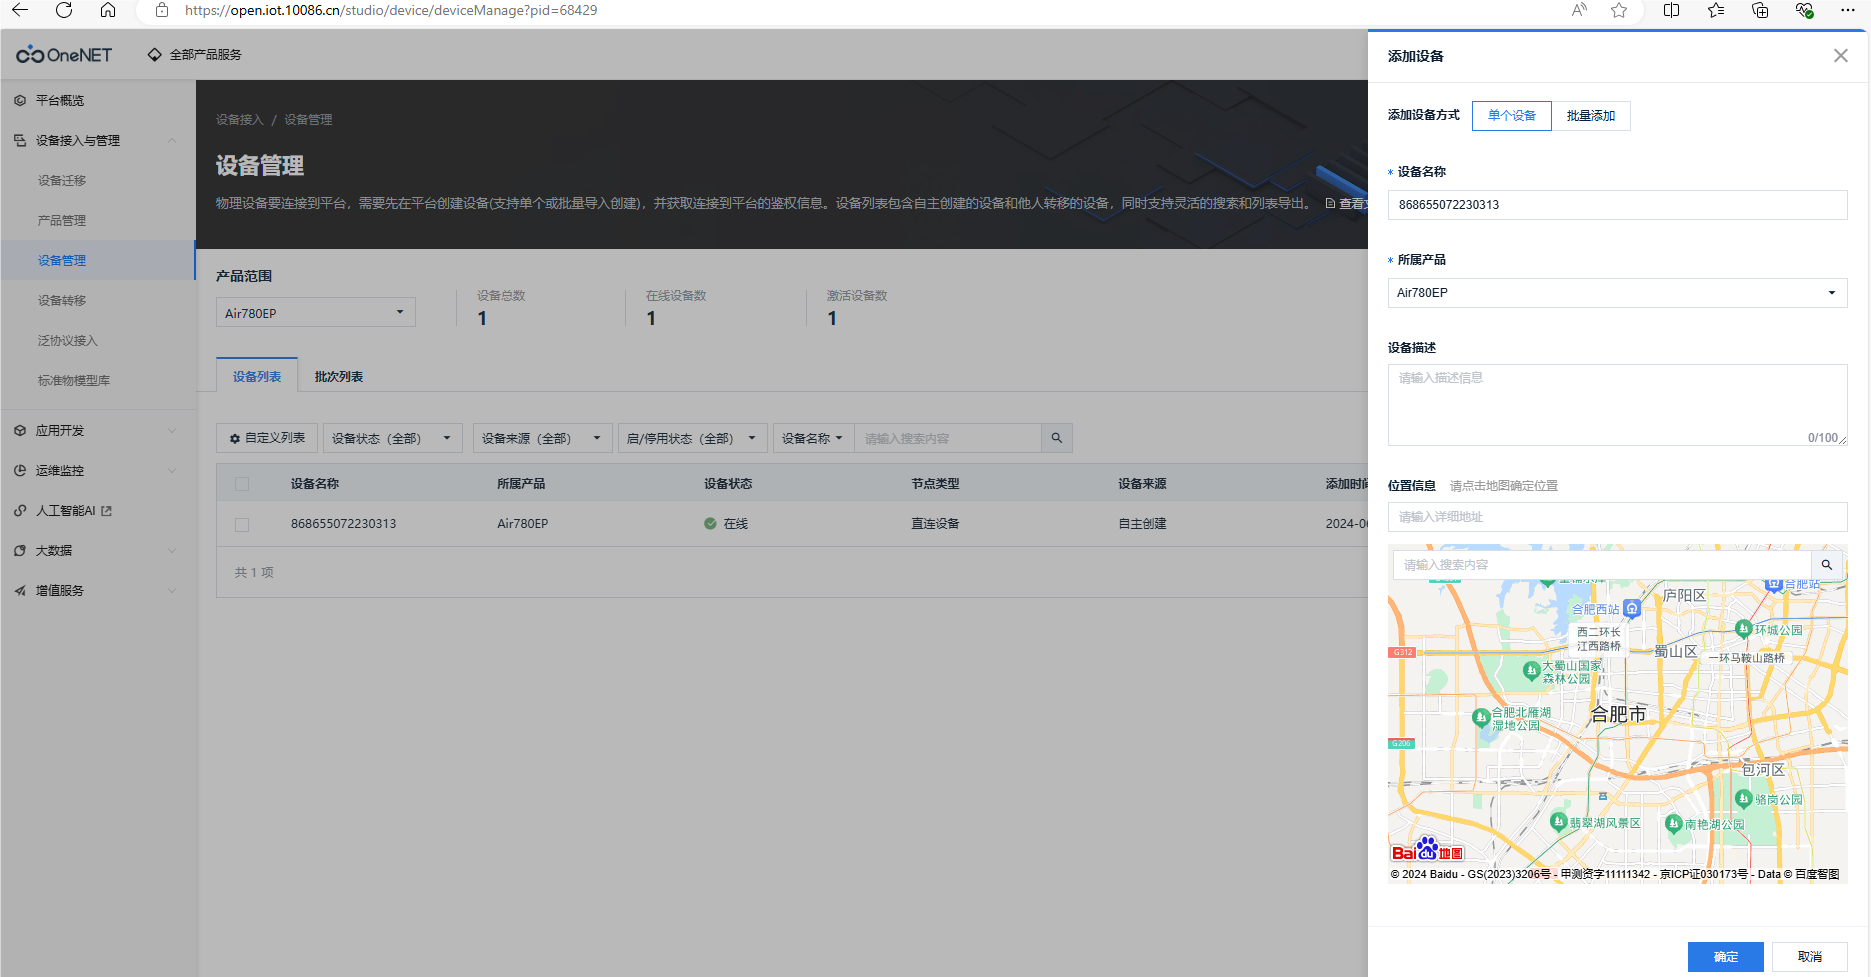 https://open.iot.10086.cn/studio/device/deviceManage?pid=68429
OneNET
全部产品服务
平台概览
设备接入与管理
设备迁移
产品管理
设备管理
设备转移
泛协议接入
标准物模型库
应用开发
运维监控
人工智能AI
大数据
增值服务
设备接入 / 设备管理
设备管理
物理设备要连接到平台，需要先在平台创建设备(支持单个或批量导入创建)，并获取连接到平台的鉴权信息。设备列表包含自主创建的设备和他人转移的设备，同时支持灵活的搜索和列表导出。 查看
产品范围
Air780EP
设备总数
1
在线设备数
1
激活设备数
1
设备列表 批次列表
自定义列表 设备状态（全部） 设备来源（全部） 启/停用状态（全部） 设备名称 请输入搜索内容
设备名称 所属产品 设备状态 节点类型 设备来源 添加时间
868655072230313 Air780EP 在线 直连设备 自主创建 2024-0
共 1 项
添加设备
添加设备方式 单个设备 批量添加
* 设备名称
868655072230313
* 所属产品
Air780EP
设备描述
请输入描述信息
0/100
位置信息 请点击地图确定位置
请输入详细地址
请输入搜索内容
合肥站
庐阳区
合肥西站
西二环长
江西路桥
环城公园
G312
蜀山区
一环马鞍山路桥
大蜀山国家
森林公园
合肥北雁湖
湿地公园
合肥市
G206
包河区
骆岗公园
翡翠湖风景区
南艳湖公园
Bai du 地图
© 2024 Baidu - GS(2023)3206号 - 甲测资字11111342 - 京ICP证030173号 - Data © 百度智图
确定 取消